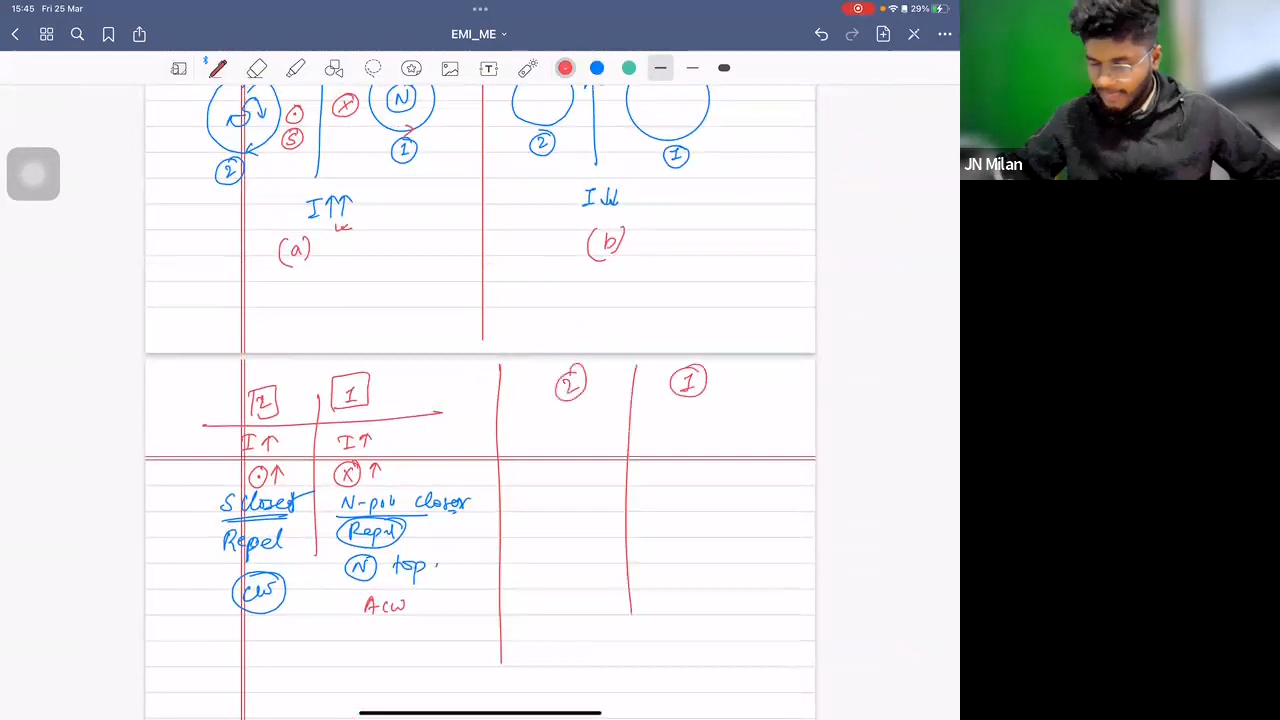 15:45 Fri 25 Mar
29%
EMI_ME
N
S
X
2
1
2
1
I↑↑
I↓↓
(a)
(b)
2 1
2 1
I↑ I↑
⊙↑ ⊗↑
S closer N-pole closer
Repel Repel
N top
CW ACW
JN Milan